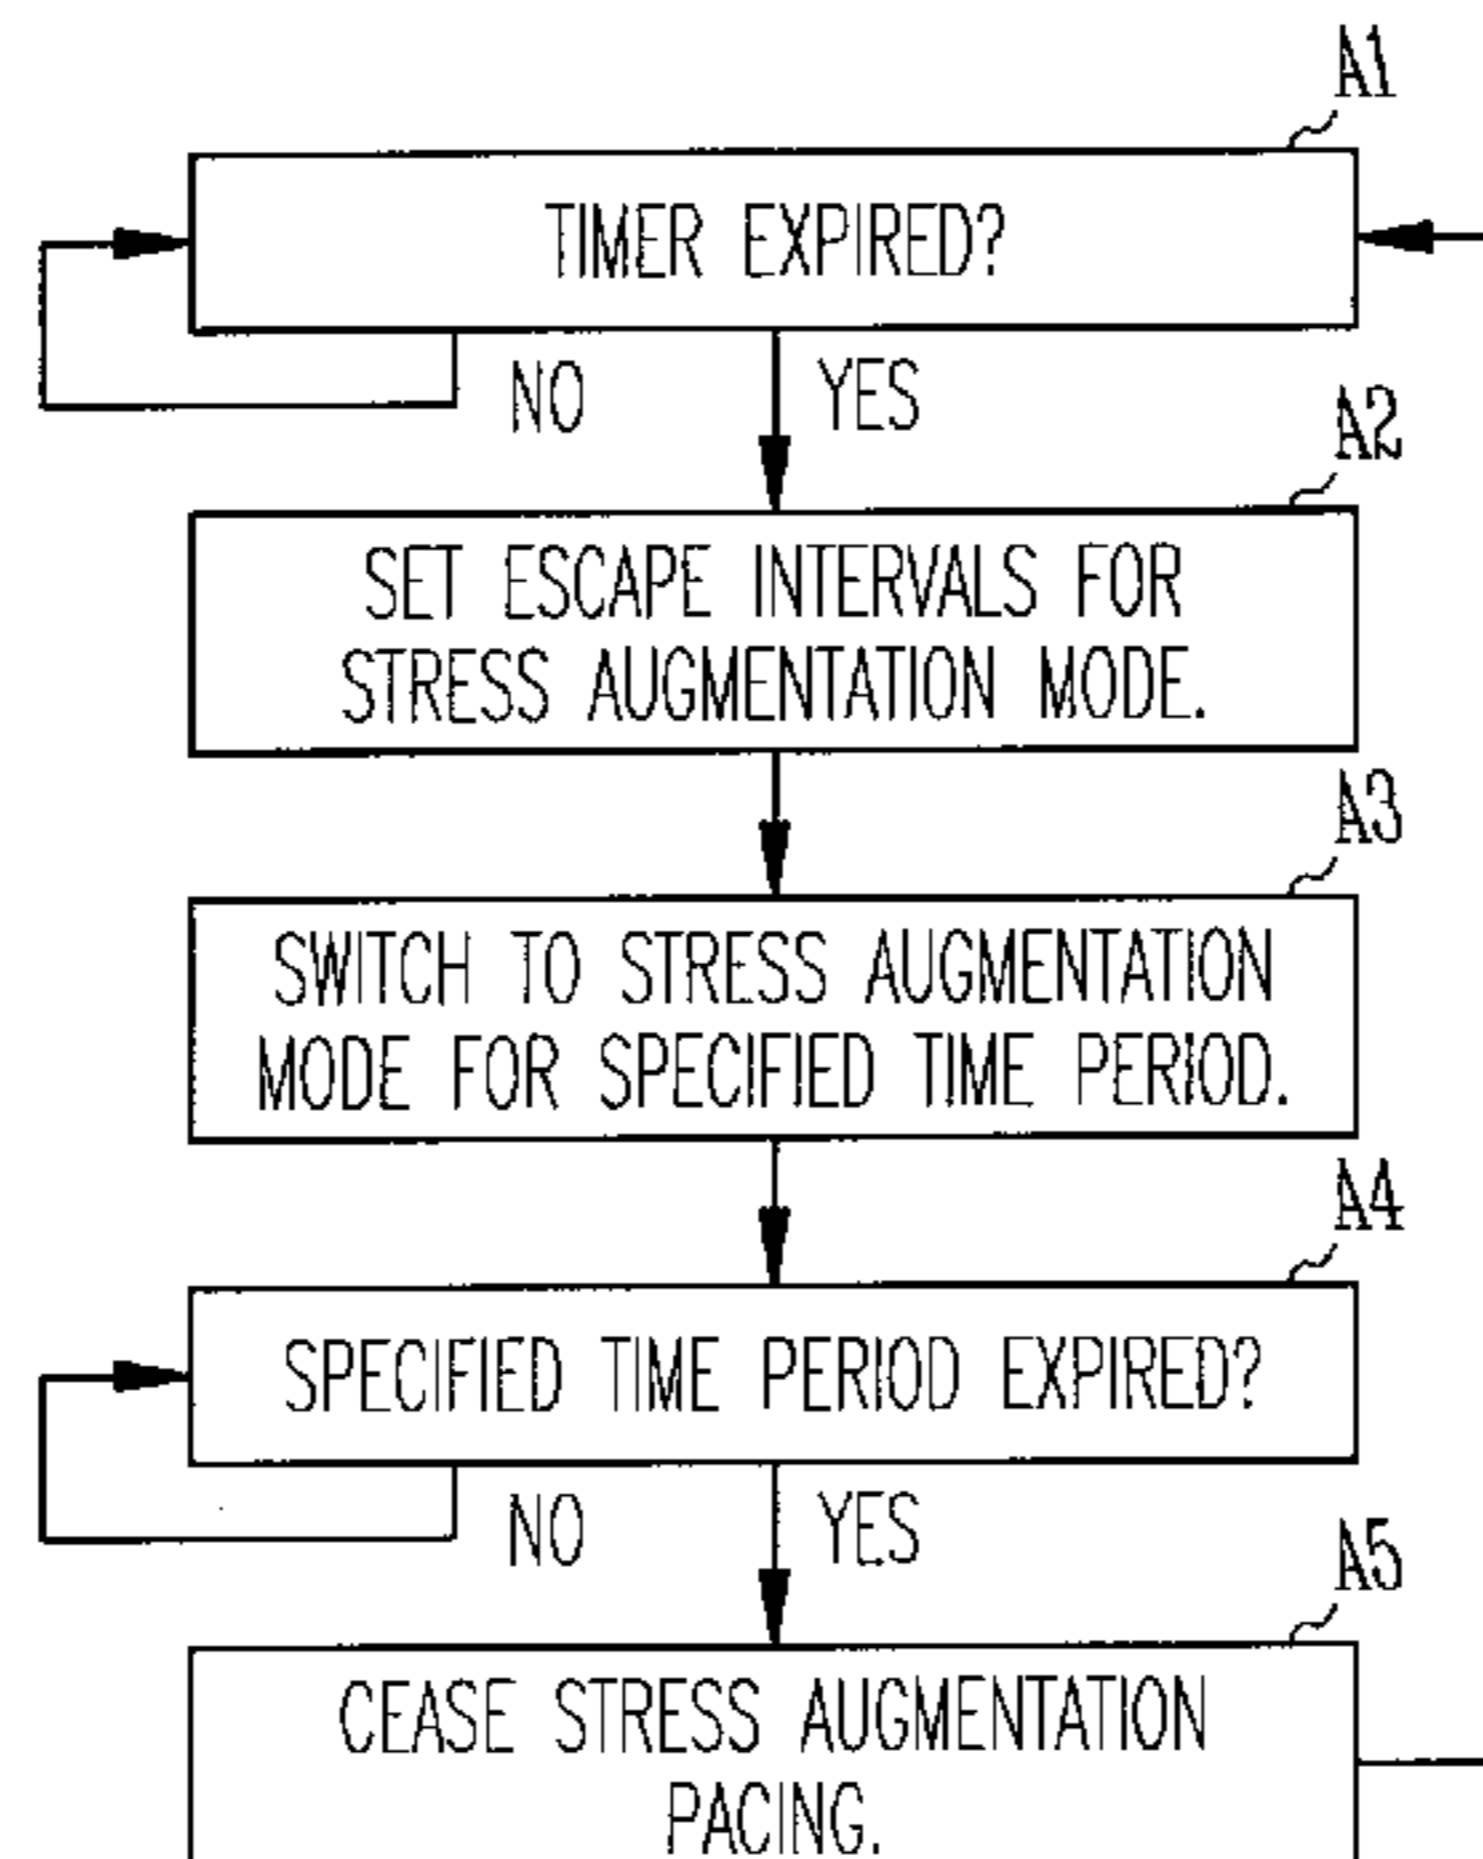 A1
TIMER EXPIRED?
NO
YES
A2
SET ESCAPE INTERVALS FOR
STRESS AUGMENTATION MODE.
A3
SWITCH TO STRESS AUGMENTATION
MODE FOR SPECIFIED TIME PERIOD.
A4
SPECIFIED TIME PERIOD EXPIRED?
NO
YES
A5
CEASE STRESS AUGMENTATION
PACING.